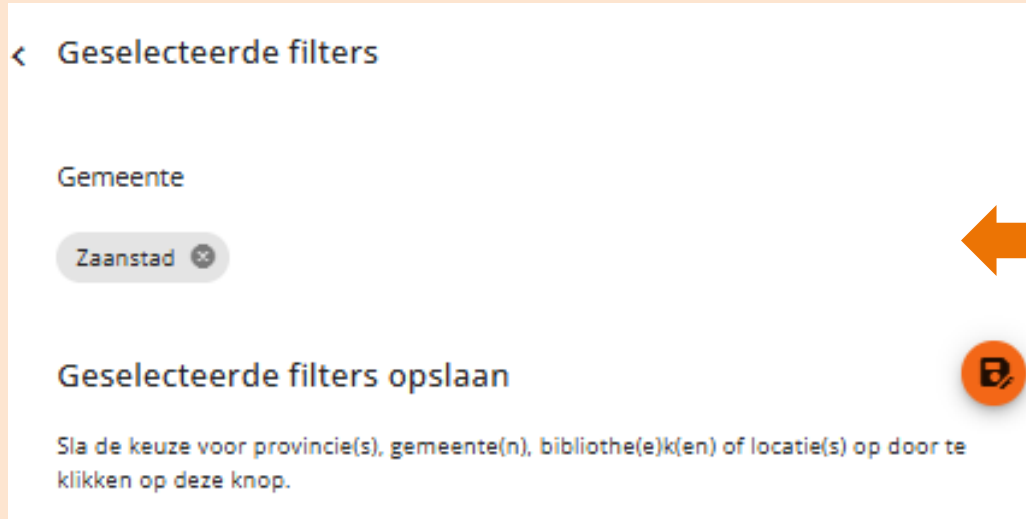 Geselecteerde filters
Gemeente
Zaanstad
Geselecteerde filters opslaan
Sla de keuze voor provincie(s), gemeente(n), bibliothe(e)k(en) of locatie(s) op door te
klikken op deze knop.